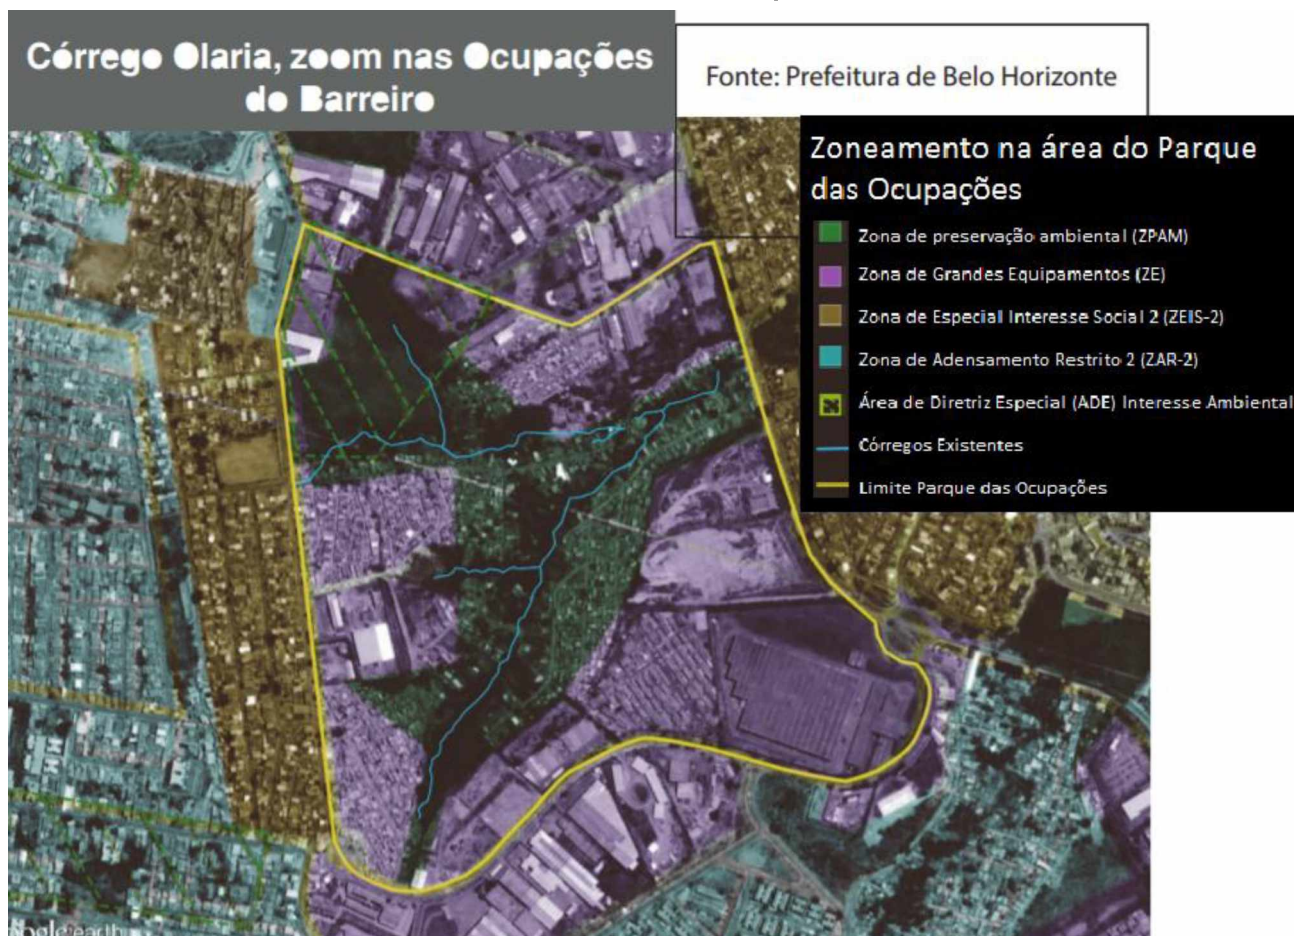 Córrego Olaria, zoom nas Ocupações
do Barreiro
Fonte: Prefeitura de Belo Horizonte
Zoneamento na área do Parque
das Ocupações
Zona de preservação ambiental (ZPAM)
Zona de Grandes Equipamentos (ZE)
Zona de Especial Interesse Social 2 (ZEIS-2)
Zona de Adensamento Restrito 2 (ZAR-2)
Área de Diretriz Especial (ADE) Interesse Ambiental
Córregos Existentes
Limite Parque das Ocupações